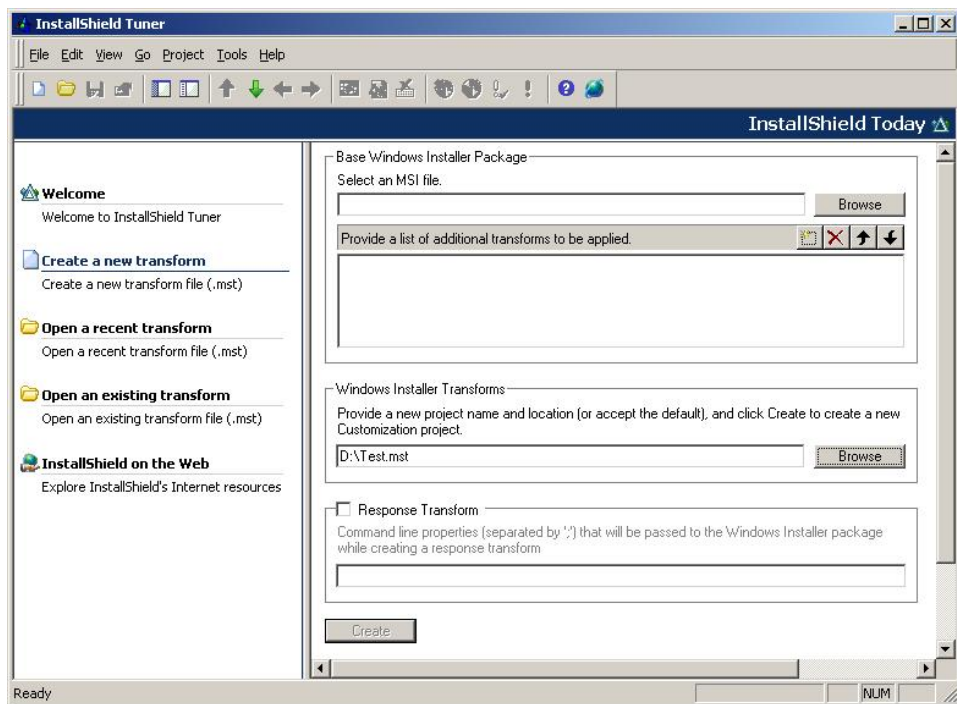 InstallShield Tuner
File Edit View Go Project Tools Help
InstallShield Today
Welcome
Welcome to InstallShield Tuner
Create a new transform
Create a new transform file (.mst)
Open a recent transform
Open a recent transform file (.mst)
Open an existing transform
Open an existing transform file (.mst)
InstallShield on the Web
Explore InstallShield's Internet resources
Base Windows Installer Package
Select an MSI file.
Browse
Provide a list of additional transforms to be applied.
Windows Installer Transforms
Provide a new project name and location (or accept the default), and click Create to create a new
Customization project.
D:\Test.mst
Browse
Response Transform
Command line properties (separated by ';') that will be passed to the Windows Installer package
while creating a response transform
Create
Ready
NUM